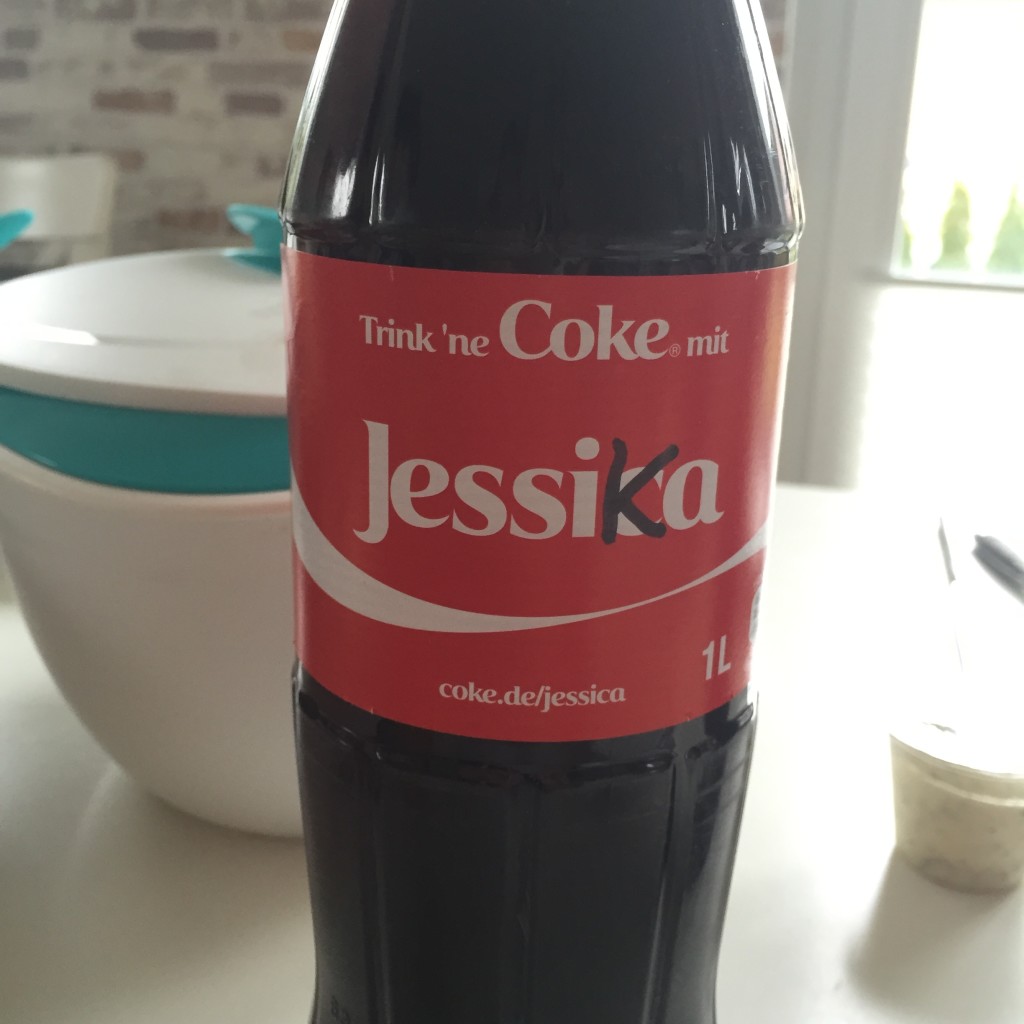 Trink 'ne Coke® mit
JessiKa
1L
coke.de/jessica